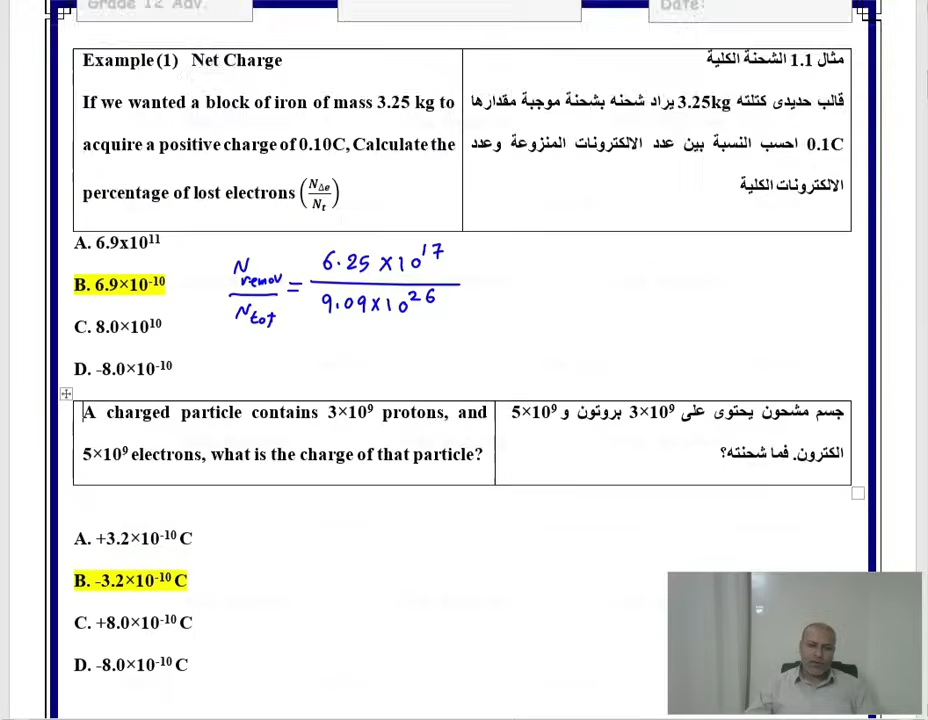 Grade 12 Adv.
Date:
Example (1) Net Charge
If we wanted a block of iron of mass 3.25 kg to
acquire a positive charge of 0.10C, Calculate the
percentage of lost electrons (N∆e/Nt)
مثال 1.1 الشحنة الكلية
قالب حديدى كتلته 3.25kg يراد شحنه بشحنة موجبة مقدارها
0.1C احسب النسبة بين عدد الالكترونات المنزوعة وعدد
الالكترونات الكلية
A. 6.9x10¹¹
B. 6.9×10⁻¹⁰
C. 8.0×10¹⁰
D. -8.0×10⁻¹⁰
N remov / N tot = 6.25 ×10¹⁷ / 9.09×10²⁶
A charged particle contains 3×10⁹ protons, and
5×10⁹ electrons, what is the charge of that particle?
جسم مشحون يحتوى على 3×10⁹ بروتون و 5×10⁹
الكترون. فما شحنته؟
A. +3.2×10⁻¹⁰ C
B. -3.2×10⁻¹⁰ C
C. +8.0×10⁻¹⁰ C
D. -8.0×10⁻¹⁰ C